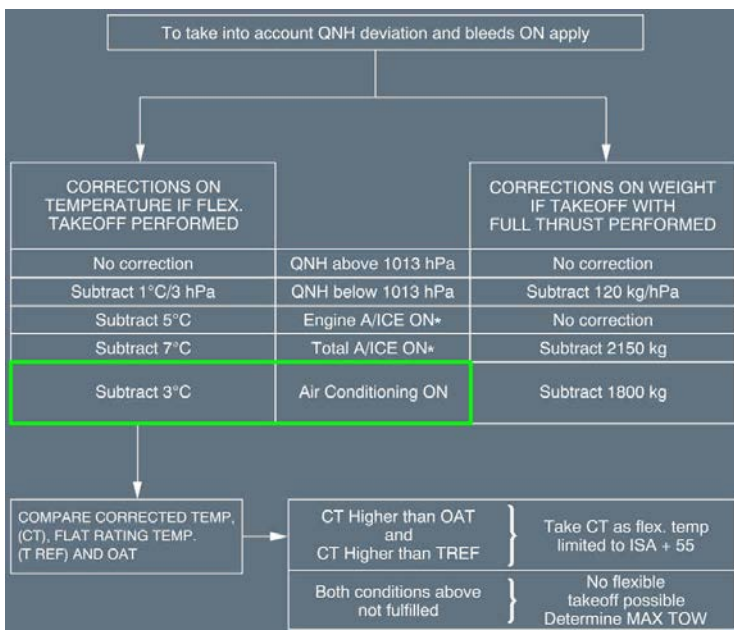 To take into account QNH deviation and bleeds ON apply
CORRECTIONS ON
TEMPERATURE IF FLEX.
TAKEOFF PERFORMED
CORRECTIONS ON WEIGHT
IF TAKEOFF WITH
FULL THRUST PERFORMED
No correction
QNH above 1013 hPa
No correction
Subtract 1°C/3 hPa
QNH below 1013 hPa
Subtract 120 kg/hPa
Subtract 5°C
Engine A/ICE ON*
No correction
Subtract 7°C
Total A/ICE ON*
Subtract 2150 kg
Subtract 3°C
Air Conditioning ON
Subtract 1800 kg
COMPARE CORRECTED TEMP,
(CT), FLAT RATING TEMP.
(T REF) AND OAT
CT Higher than OAT
and
CT Higher than TREF
Take CT as flex. temp
limited to ISA + 55
Both conditions above
not fulfilled
No flexible
takeoff possible
Determine MAX TOW